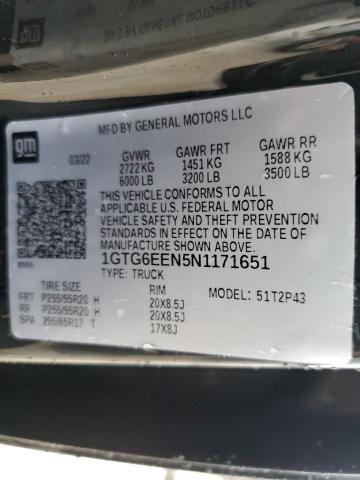 MFD BY GENERAL MOTORS LLC
gm
03/22 GVWR GAWR FRT GAWR RR
2722 KG 1451 KG 1588 KG
6000 LB 3200 LB 3500 LB
THIS VEHICLE CONFORMS TO ALL
APPLICABLE U.S. FEDERAL MOTOR
VEHICLE SAFETY AND THEFT PREVENTION
STANDARDS IN EFFECT ON THE DATE OF
MANUFACTURE SHOWN ABOVE.
1GTG6EEN5N1171651
TYPE: TRUCK
RIM MODEL: 51T2P43
FRT P255/55R20 H 20X8.5J
RR P255/55R20 H 20X8.5J
SPA 255/65R17 T 17X8J